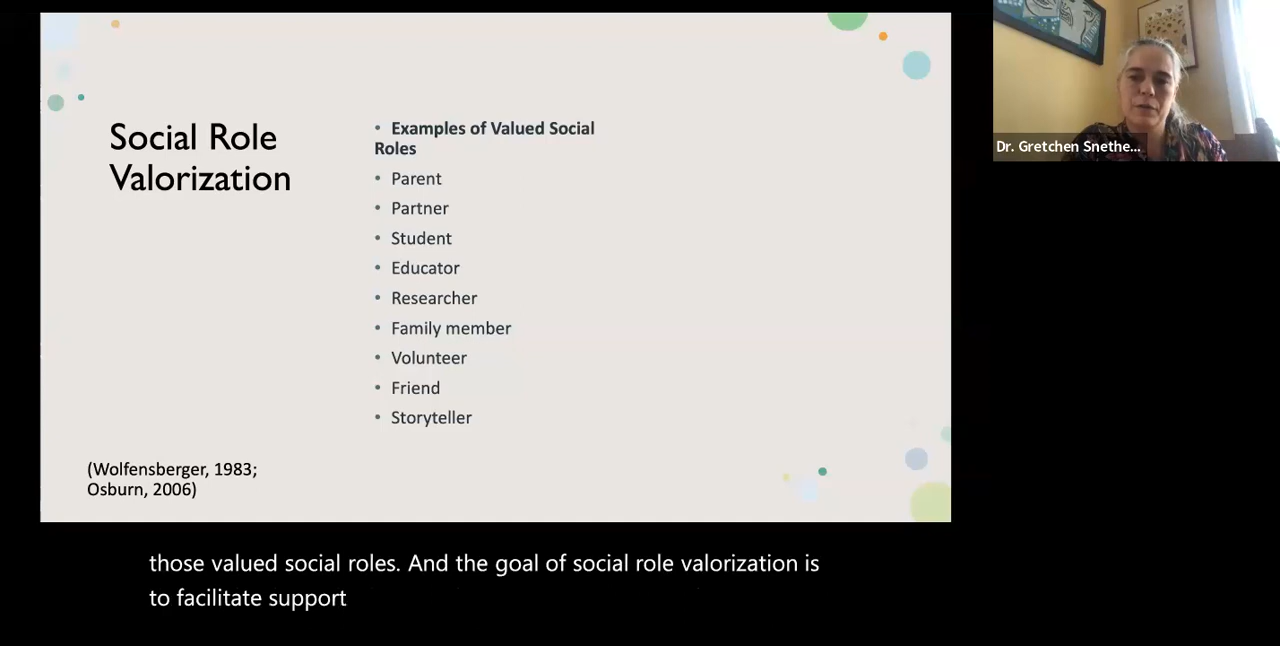 Social Role
Valorization
• Examples of Valued Social
Roles
• Parent
• Partner
• Student
• Educator
• Researcher
• Family member
• Volunteer
• Friend
• Storyteller
(Wolfensberger, 1983;
Osburn, 2006)
Dr. Gretchen Snethe...
those valued social roles. And the goal of social role valorization is
to facilitate support